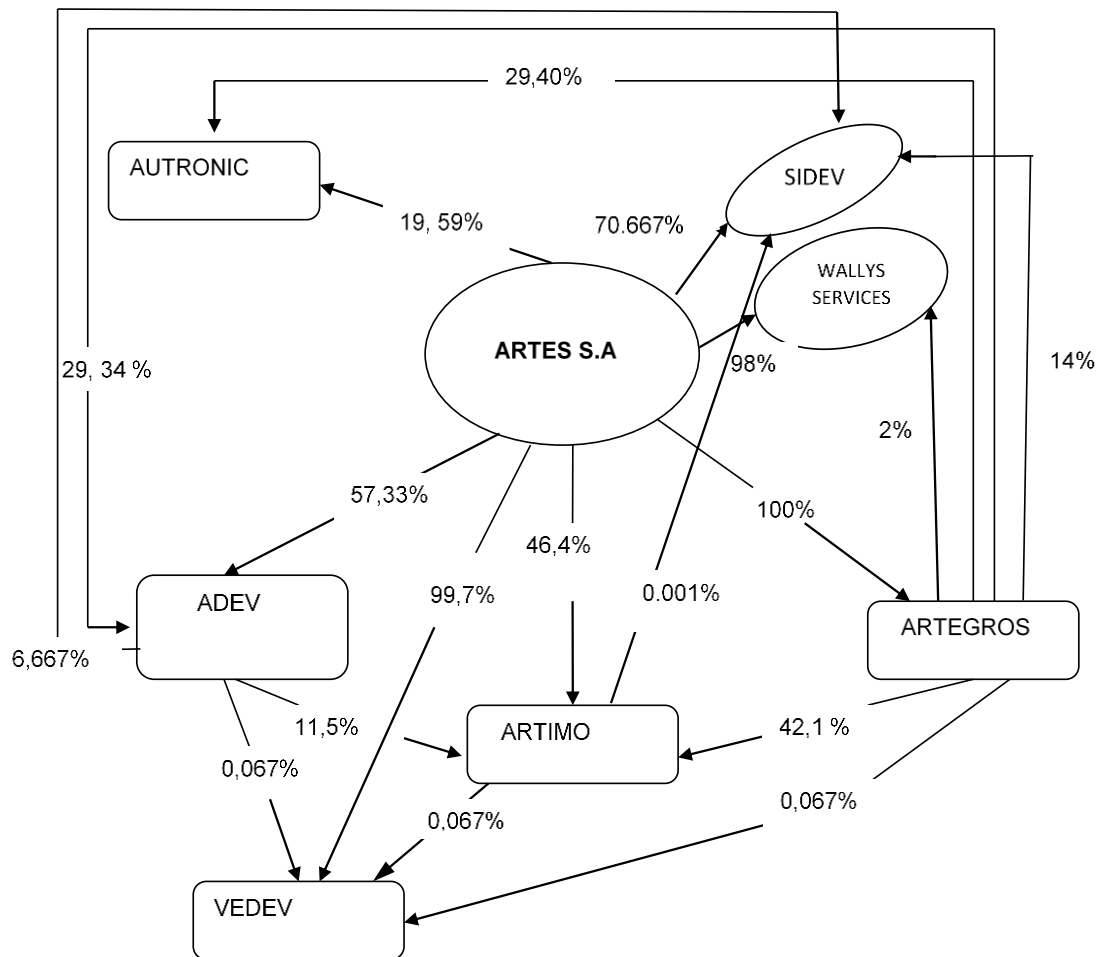 29,40%
AUTRONIC
SIDEV
19, 59%
70.667%
WALLYS
SERVICES
ARTES S.A
29, 34 %
98%
14%
2%
57,33%
100%
46,4%
ADEV
99,7%
0.001%
ARTEGROS
6,667%
11,5%
ARTIMO
42,1 %
0,067%
0,067%
0,067%
VEDEV